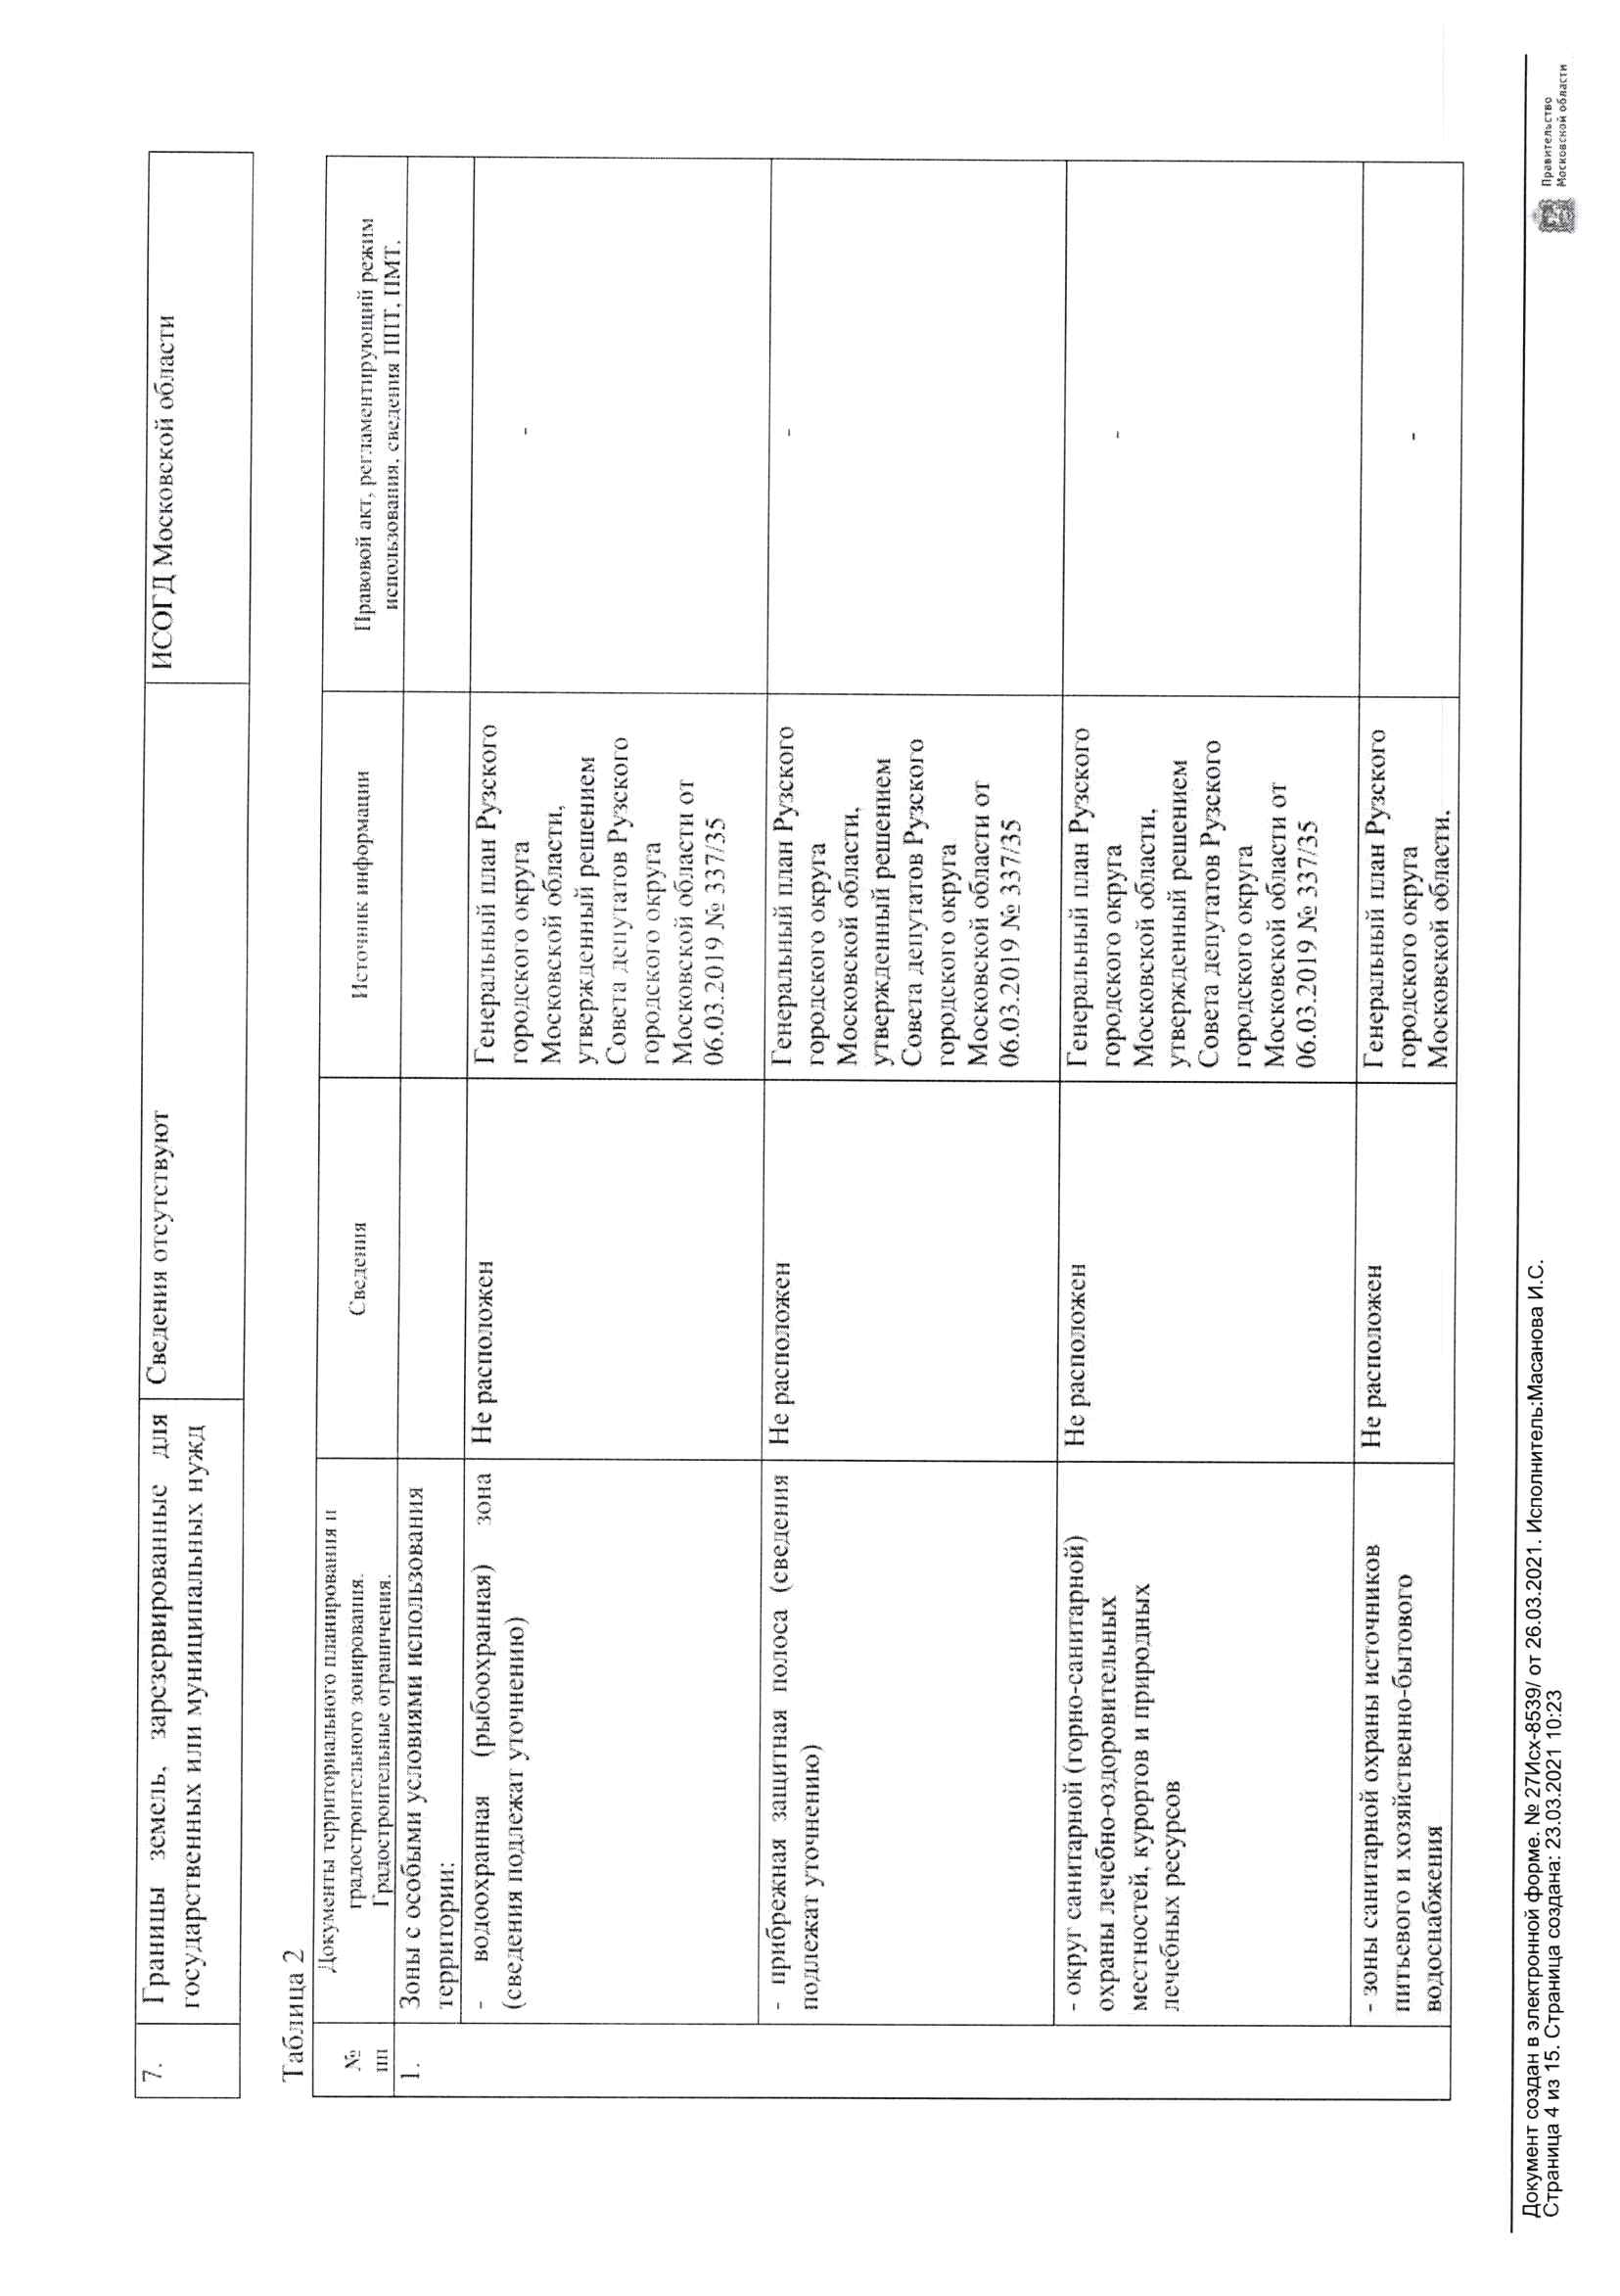 7.
Границы земель, зарезервированные для
государственных или муниципальных нужд
Сведения отсутствуют
ИСОГД Московской области
Таблица 2
№
пп
Документы территориального планирования и
градостроительного зонирования.
Градостроительные ограничения.
Сведения
Источник информации
Правовой акт, регламентирующий режим
использования, сведения ППТ, ПМТ.
1.
Зоны с особыми условиями использования
территории:
- водоохранная (рыбоохранная) зона
(сведения подлежат уточнению)
Не расположен
Генеральный план Рузского
городского округа
Московской области,
утвержденный решением
Совета депутатов Рузского
городского округа
Московской области от
06.03.2019 № 337/35
-
- прибрежная защитная полоса (сведения
подлежат уточнению)
Не расположен
Генеральный план Рузского
городского округа
Московской области,
утвержденный решением
Совета депутатов Рузского
городского округа
Московской области от
06.03.2019 № 337/35
-
- округ санитарной (горно-санитарной)
охраны лечебно-оздоровительных
местностей, курортов и природных
лечебных ресурсов
Не расположен
Генеральный план Рузского
городского округа
Московской области,
утвержденный решением
Совета депутатов Рузского
городского округа
Московской области от
06.03.2019 № 337/35
-
- зоны санитарной охраны источников
питьевого и хозяйственно-бытового
водоснабжения
Не расположен
Генеральный план Рузского
городского округа
Московской области,
-
Документ создан в электронной форме. № 27Исх-8539/ от 26.03.2021. Исполнитель:Масанова И.С.
Страница 4 из 15. Страница создана: 23.03.2021 10:23
Правительство
Московской области